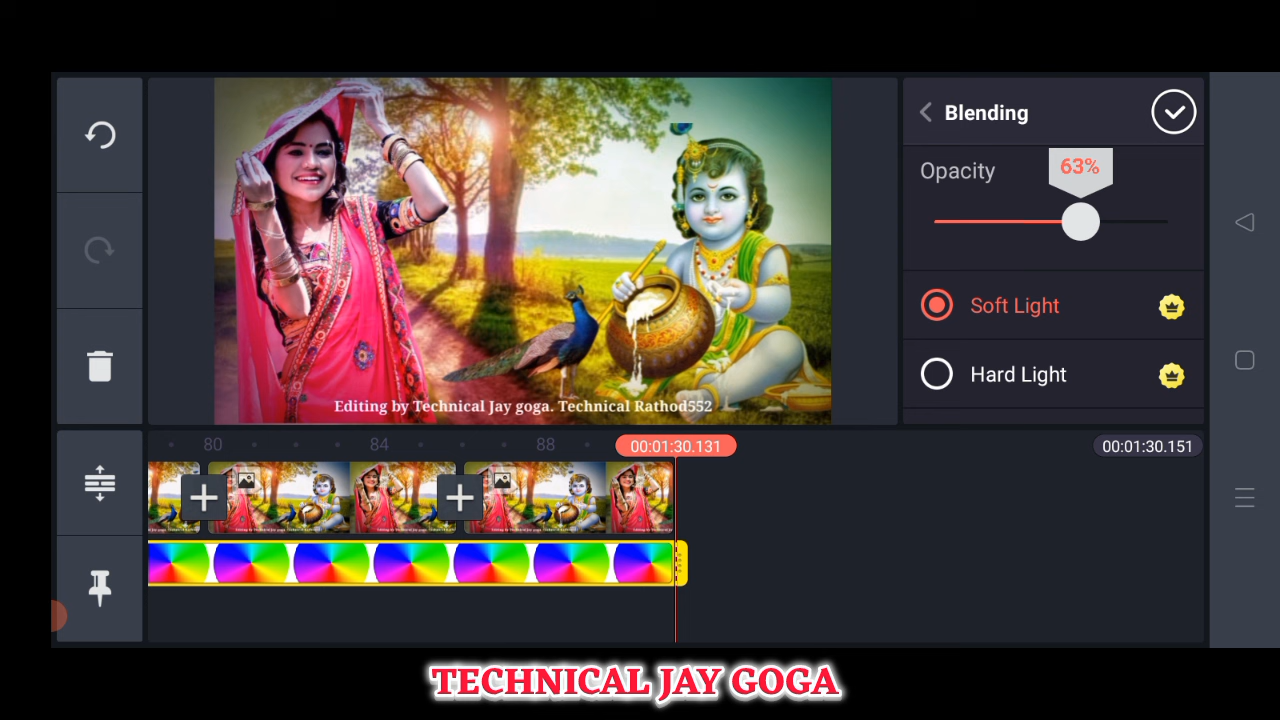 Blending
Opacity
63%
Soft Light
Hard Light
Editing by Technical Jay goga. Technical Rathod552
80
84
88
00:01:30.131
00:01:30.151
TECHNICAL JAY GOGA